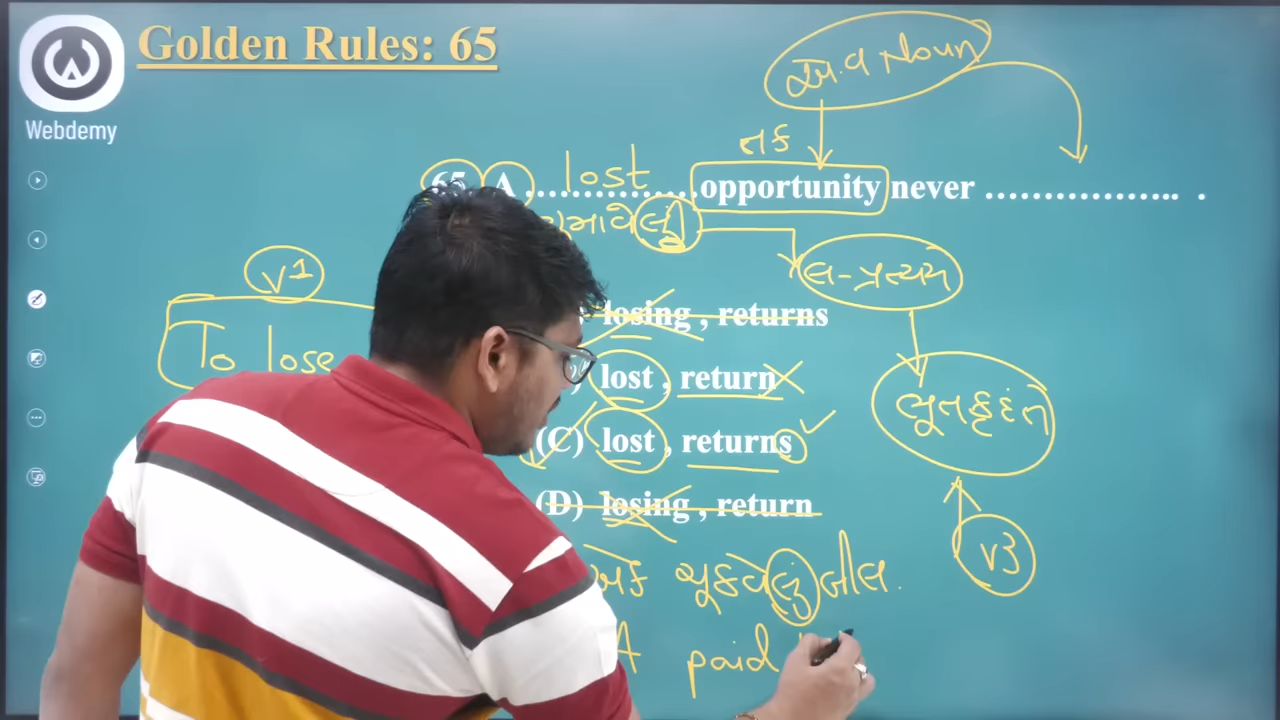 Golden Rules: 65
Webdemy
એ.વ Noun
તક
lost
65 A ,.................opportunity never ................. .
ગુમાવેલું
લ-પ્રત્યય
V1
To lose
losing , returns
lost , return
(C) lost , returns
(D) losing , return
ભૂતકૃદંત
V3
એક ચૂકવેલું બીલ.
A paid